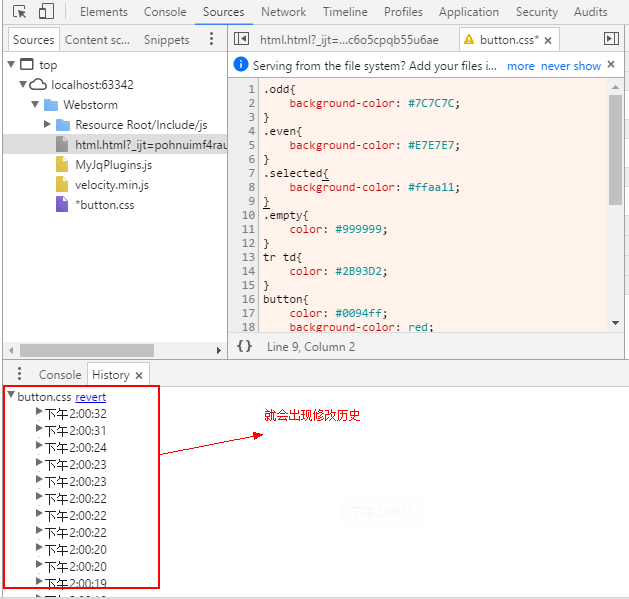 Elements Console Sources Network Timeline Profiles Application Security Audits
Sources Content sc... Snippets
html.html?_ijt=...c6o5cpqb55u6ae button.css*
Serving from the file system? Add your files i... more never show
top
localhost:63342
Webstorm
Resource Root/Include/js
html.html?_ijt=pohnuimf4rau
MyJqPlugins.js
velocity.min.js
*button.css
1 .odd{
2 background-color: #7C7C7C;
3 }
4 .even{
5 background-color: #E7E7E7;
6 }
7 .selected{
8 background-color: #ffaa11;
9 }
10 .empty{
11 color: #999999;
12 }
13 tr td{
14 color: #2B93D2;
15 }
16 button{
17 color: #0094ff;
18 background-color: red;
{} Line 9, Column 2
Console History
button.css revert
下午2:00:32
下午2:00:31
下午2:00:24
下午2:00:23
下午2:00:23
下午2:00:22
下午2:00:22
下午2:00:22
下午2:00:20
下午2:00:20
下午2:00:19
就会出现修改历史